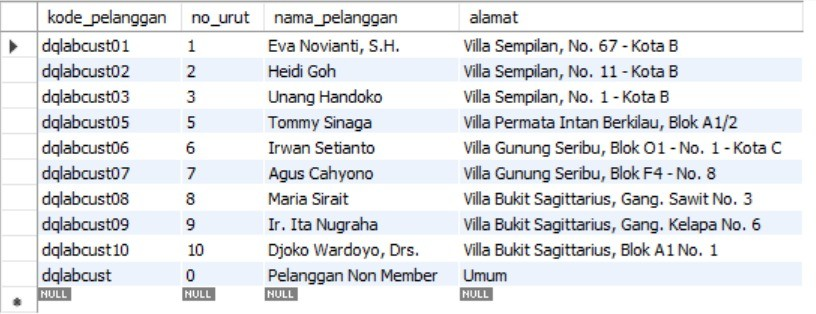 kode_pelanggan no_urut nama_pelanggan alamat
dqlabcust01 1 Eva Novianti, S.H. Villa Sempilan, No. 67 - Kota B
dqlabcust02 2 Heidi Goh Villa Sempilan, No. 11 - Kota B
dqlabcust03 3 Unang Handoko Villa Sempilan, No. 1 - Kota B
dqlabcust05 5 Tommy Sinaga Villa Permata Intan Berkilau, Blok A1/2
dqlabcust06 6 Irwan Setianto Villa Gunung Seribu, Blok O1 - No. 1 - Kota C
dqlabcust07 7 Agus Cahyono Villa Gunung Seribu, Blok F4 - No. 8
dqlabcust08 8 Maria Sirait Villa Bukit Sagittarius, Gang. Sawit No. 3
dqlabcust09 9 Ir. Ita Nugraha Villa Bukit Sagittarius, Gang. Kelapa No. 6
dqlabcust10 10 Djoko Wardoyo, Drs. Villa Bukit Sagittarius, Blok A1 No. 1
dqlabcust 0 Pelanggan Non Member Umum
NULL NULL NULL NULL